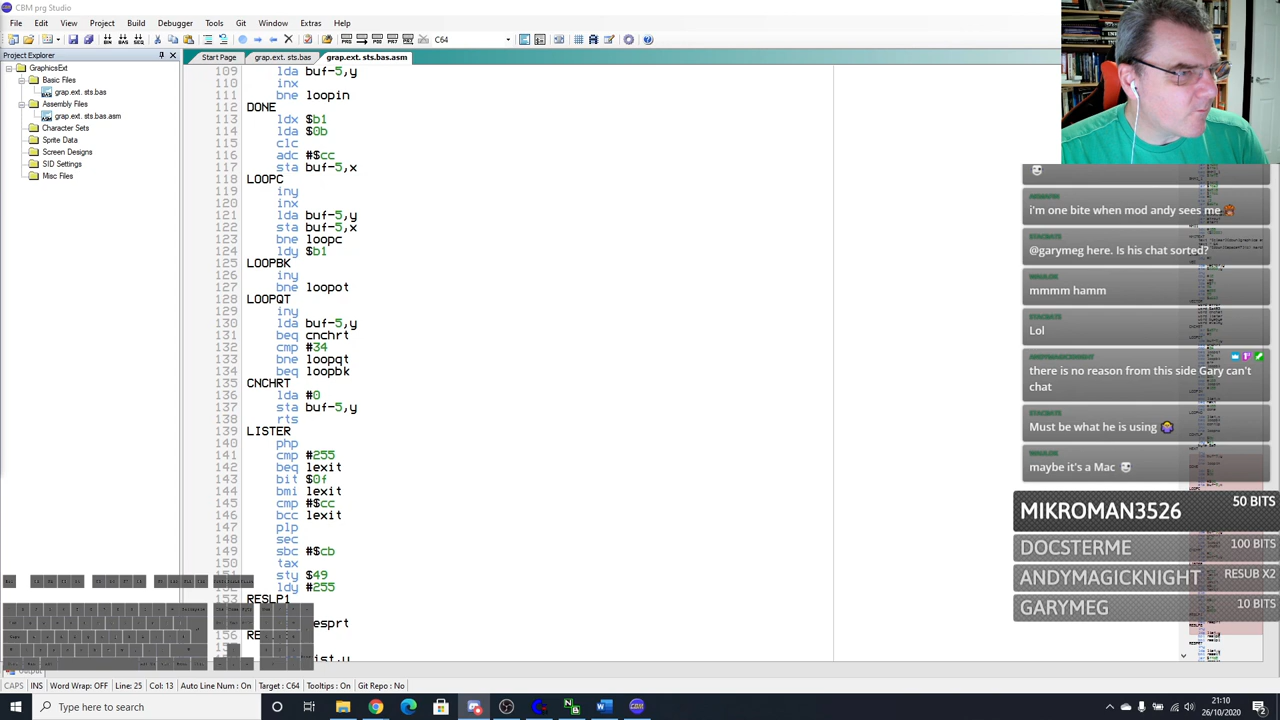 CBM prg Studio
File Edit View Project Build Debugger Tools Git Window Extras Help
C64
Project Explorer
Start Page grap.ext. sts.bas grap.ext. sts.bas.asm
GraphicsExt
Basic Files
grap.ext. sts.bas
Assembly Files
grap.ext. sts.bas.asm
Character Sets
Sprite Data
Screen Designs
SID Settings
Misc Files
109 lda buf-5,y
110 inx
111 bne loopin
112 DONE
113 ldx $b1
114 lda $0b
115 clc
116 adc #$cc
117 sta buf-5,x
118 LOOPC
119 iny
120 inx
121 lda buf-5,y
122 sta buf-5,x
123 bne loopc
124 ldy $b1
125 LOOPBK
126 iny
127 bne loopot
128 LOOPQT
129 iny
130 lda buf-5,y
131 beq cnchrt
132 cmp #34
133 bne loopqt
134 beq loopbk
135 CNCHRT
136 lda #0
137 sta buf-5,y
138 rts
139 LISTER
140 php
141 cmp #255
142 beq lexit
143 bit $0f
144 bmi lexit
145 cmp #$cc
146 bcc lexit
147 plp
148 sec
149 sbc #$cb
150 tax
151 sty $49
152 ldy #255
153 RESLP1
esprt
156
i'm one bite when mod andy sees me
STACBATS
@garymeg here. Is his chat sorted?
WAULOK
mmmm hamm
STACBATS
Lol
ANDYMAGICKNIGHT
there is no reason from this side Gary can't
chat
STACBATS
Must be what he is using
WAULOK
maybe it's a Mac
MIKROMAN3526 50 BITS
DOCSTERME 100 BITS
ANDYMAGICKNIGHT RESUB X2
GARYMEG 10 BITS
CAPS INS Word Wrap: OFF Line: 25 Col: 13 Auto Line Num : On Target : C64 Tooltips : On Git Repo : No
Type here to search
21:10
26/10/2020
2